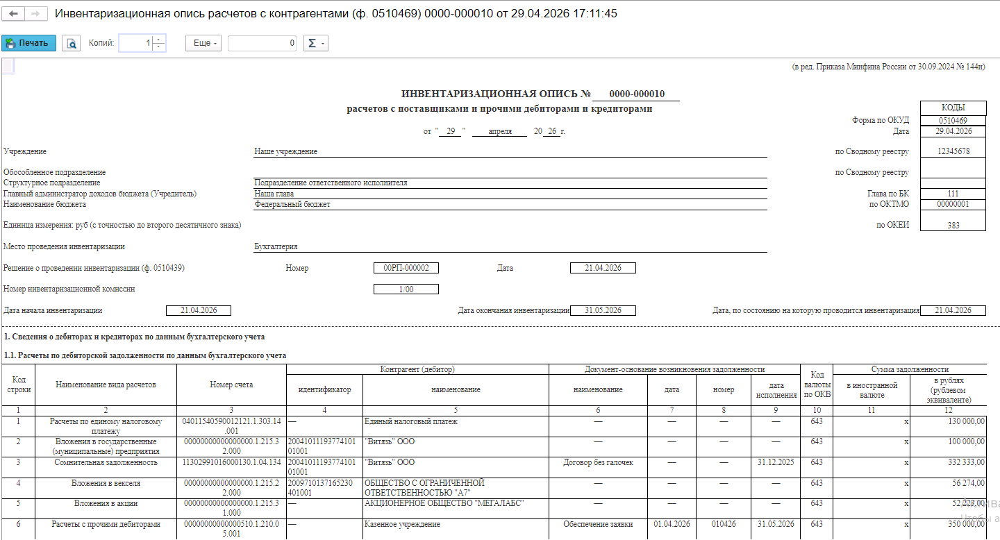 Инвентаризационная опись расчетов с контрагентами (ф. 0510469) 0000-000010 от 29.04.2026 17:11:45
Печать Копий: 1 Еще 0 Σ
(в ред. Приказа Минфина России от 30.09.2024 № 144н)
ИНВЕНТАРИЗАЦИОННАЯ ОПИСЬ № 0000-000010
расчетов с поставщиками и прочими дебиторами и кредиторами
КОДЫ
Форма по ОКУД 0510469
от " 29 " апреля 20 26 г. Дата 29.04.2026
Учреждение Наше учреждение по Сводному реестру 12345678
Обособленное подразделение по Сводному реестру
Структурное подразделение Подразделение ответственного исполнителя
Главный администратор доходов бюджета (Учредитель) Наша глава Глава по БК 111
Наименование бюджета Федеральный бюджет по ОКТМО 00000001
Единица измерения: руб (с точностью до второго десятичного знака) по ОКЕИ 383
Место проведения инвентаризации Бухгалтерия
Решение о проведении инвентаризации (ф. 0510439) Номер 00РП-000002 Дата 21.04.2026
Номер инвентаризационной комиссии 1/00
Дата начала инвентаризации 21.04.2026 Дата окончания инвентаризации 31.05.2026 Дата, по состоянию на которую проводится инвентаризация 21.04.2026
1. Сведения о дебиторах и кредиторах по данным бухгалтерского учета
1.1. Расчеты по дебиторской задолженности по данным бухгалтерского учета
Код строки Наименование вида расчетов Номер счета Контрагент (дебитор) Документ-основание возникновения задолженности Код валюты по ОКВ Сумма задолженности
идентификатор наименование наименование дата номер дата исполнения в иностранной валюте в рублях (рублевом эквиваленте)
1 2 3 4 5 6 7 8 9 10 11 12
1 Расчеты по единому налоговому 04011540590012121.1.303.14 — Единый налоговый платеж — — — — 643 х 130 000,00
платежу .001
2 Вложения в государственные 00000000000000000.1.215.3 20041011193774101 "Витязь" ООО — — — — 643 х 100 000,00
(муниципальные) предприятия 2.000 01001
3 Сомнительная задолженность 11302991016000130.1.04.134 20041011193774101 "Витязь" ООО Договор без галочек — — 31.12.2025 643 х 332 333,00
01001
4 Вложения в векселя 00000000000000000.1.215.2 2009710137165230 ОБЩЕСТВО С ОГРАНИЧЕННОЙ — — — — 643 х 56 274,00
2.000 401001 ОТВЕТСТВЕННОСТЬЮ "А7"
5 Вложения в акции 00000000000000000.1.215.3 — АКЦИОНЕРНОЕ ОБЩЕСТВО "МЕГАЛАБС" — — — — 643 х
1.000
6 Расчеты с прочими дебиторами 00000000000000510.1.210.0 — Казенное учреждение Обеспечение заявки 01.04.2026 010426 31.05.2026 643 х 350 000,00
5.001